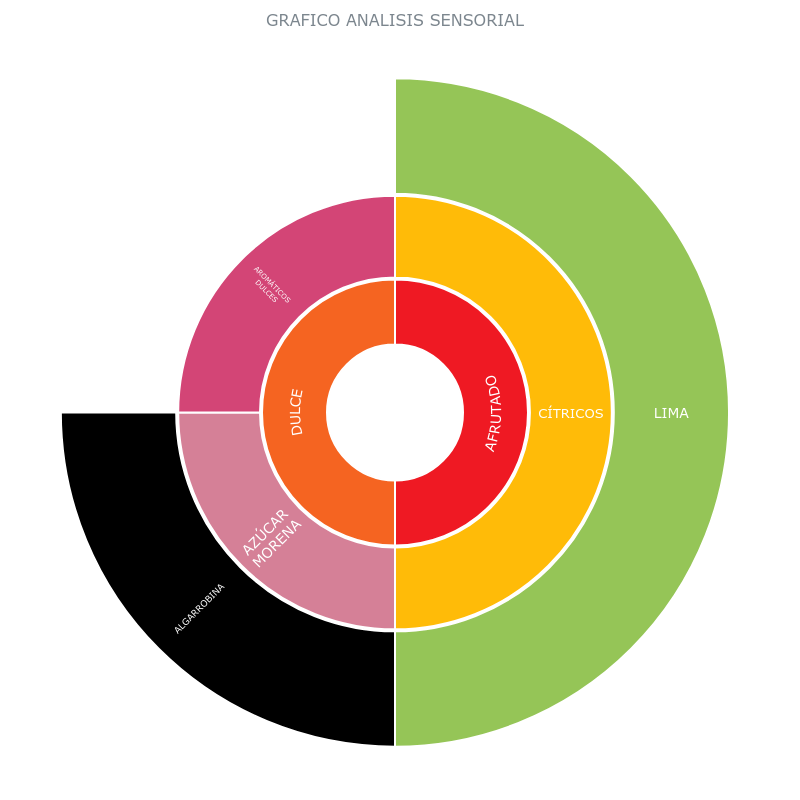 GRAFICO ANALISIS SENSORIAL
AROMÁTICOS
DULCES
DULCE
AFRUTADO
CÍTRICOS
LIMA
AZÚCAR
MORENA
ALGARROBINA